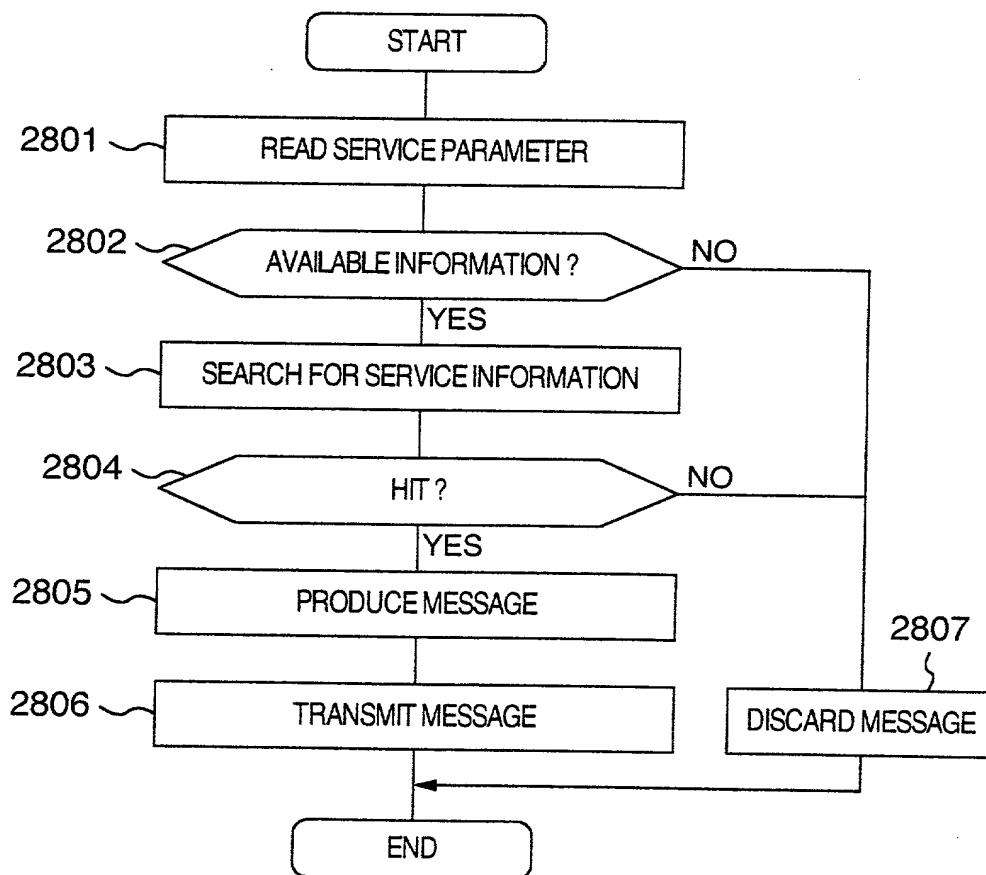 START
2801
READ SERVICE PARAMETER
2802
AVAILABLE INFORMATION ?
NO
YES
2803
SEARCH FOR SERVICE INFORMATION
2804
HIT ?
NO
YES
2805
PRODUCE MESSAGE
2807
2806
TRANSMIT MESSAGE
DISCARD MESSAGE
END